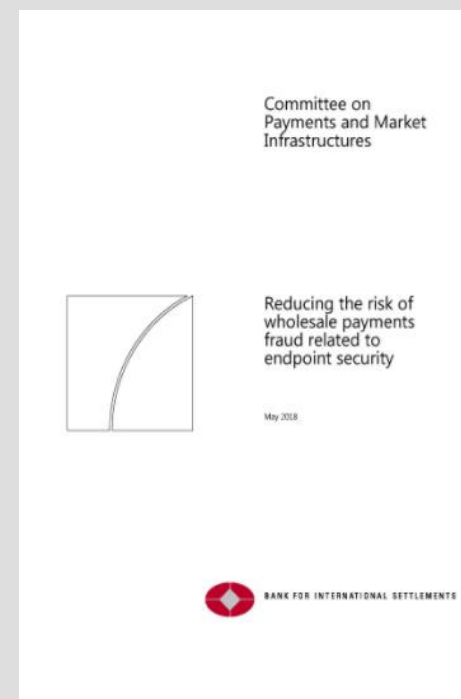 Committee on
Payments and Market
Infrastructures
Reducing the risk of
wholesale payments
fraud related to
endpoint security
May 2018
BANK FOR INTERNATIONAL SETTLEMENTS